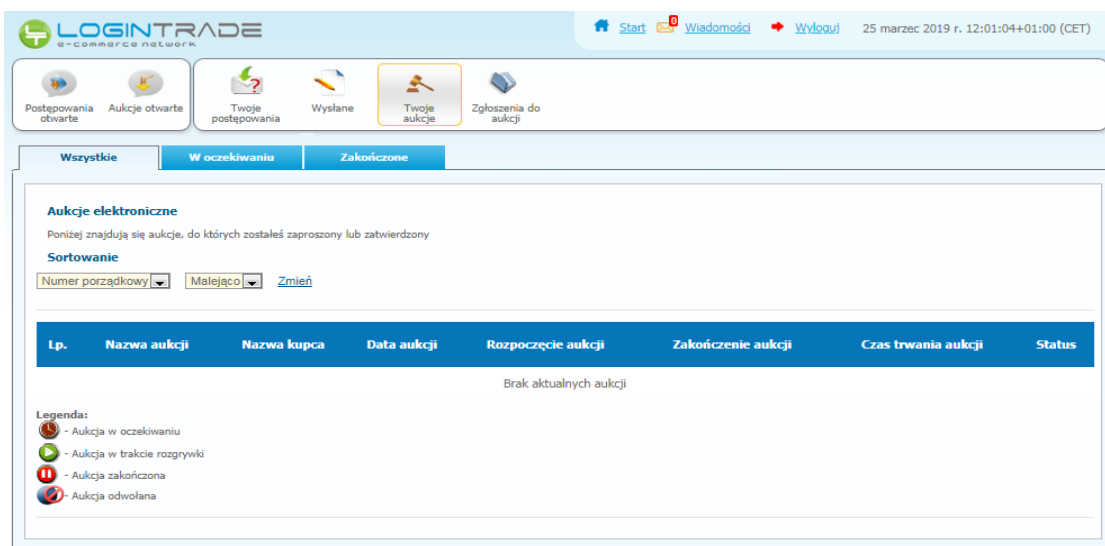 LOGINTRADE
e-commerce network
Start 0 Wiadomości Wyloguj 25 marzec 2019 r. 12:01:04+01:00 (CET)
Postępowania otwarte
Aukcje otwarte
Twoje postępowania
Wysłane
Twoje aukcje
Zgłoszenia do aukcji
Wszystkie W oczekiwaniu Zakończone
Aukcje elektroniczne
Poniżej znajdują się aukcje, do których zostałeś zaproszony lub zatwierdzony
Sortowanie
Numer porządkowy Malejąco Zmień
Lp. Nazwa aukcji Nazwa kupca Data aukcji Rozpoczęcie aukcji Zakończenie aukcji Czas trwania aukcji Status
Brak aktualnych aukcji
Legenda:
- Aukcja w oczekiwaniu
- Aukcja w trakcie rozgrywki
- Aukcja zakończona
- Aukcja odwołana